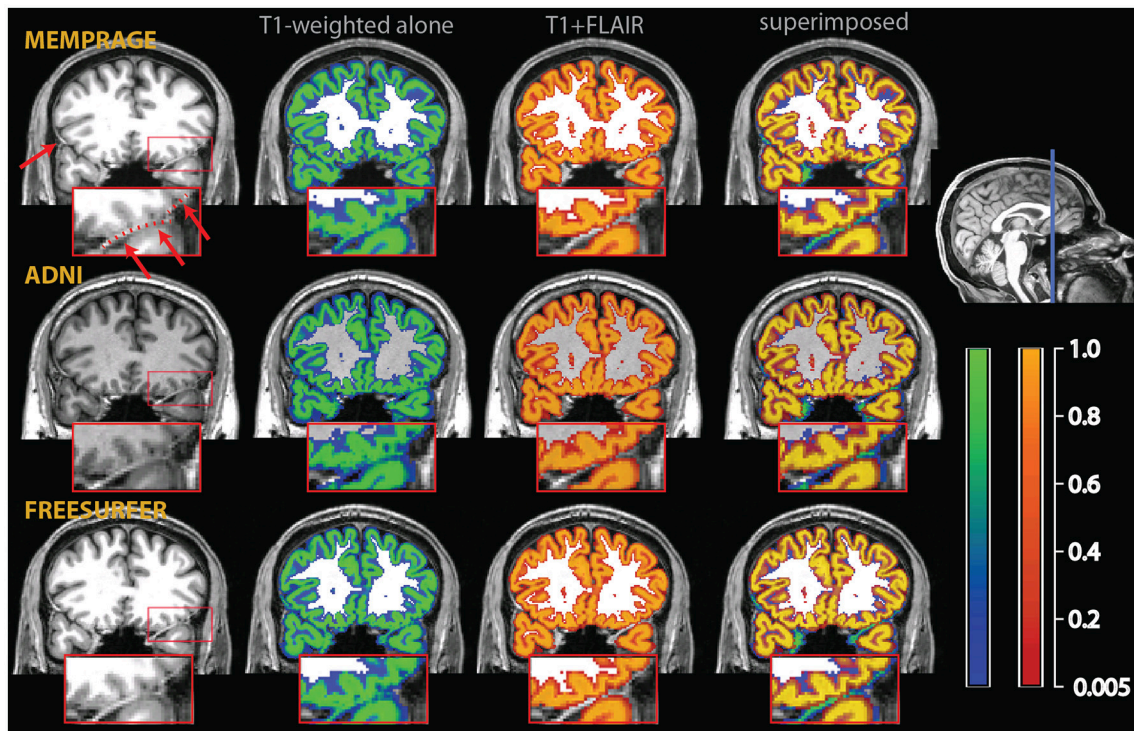 T1-weighted alone
T1+FLAIR
superimposed
MEMPRAGE
ADNI
FREESURFER
1.0
0.8
0.6
0.4
0.2
0.005